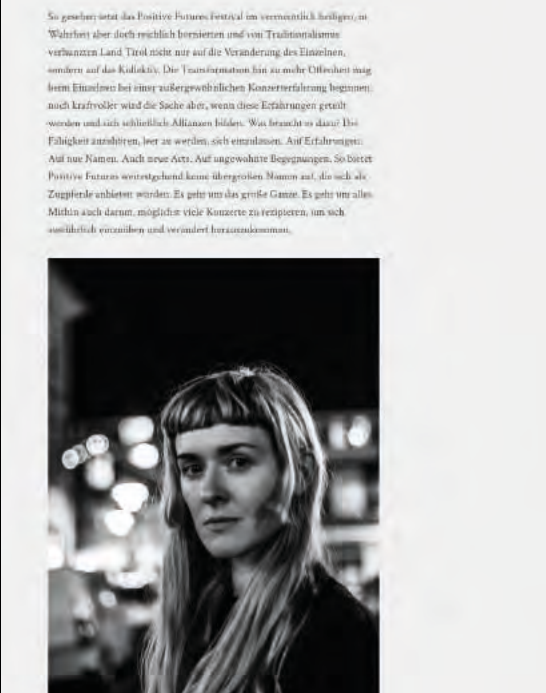 So gesehen setzt das Positive Futures Festival im vermeintlich heiligen, in
Wahrheit aber doch reichlich bornierten und von Traditionalismus
verbannten Land Tirol nicht nur auf die Veränderung des Einzelnen,
sondern auf das Kollektiv. Die Transformation hin zu mehr Offenheit mag
beim Einzelnen bei einer außergewöhnlichen Konzerterfahrung beginnen,
noch kraftvoller wird die Sache aber, wenn diese Erfahrungen geteilt
werden und sich schließlich Allianzen bilden. Was braucht es dazu? Die
Fähigkeit anzuhören, leer zu werden, sich einzulassen. Auf Erfahrungen.
Auf nue Namen. Auch neue Acts. Auf ungewohnte Begegnungen. So bietet
Positive Futures weitestgehend keine übergroßen Namen auf, die sich als
Zugpferde anbieten würden. Es geht um das große Ganze. Es geht um alles.
Mithin auch darum, möglichst viele Konzerte zu rezipieren, um sich
ausführlich einzuüben und verändert herauszukommen.